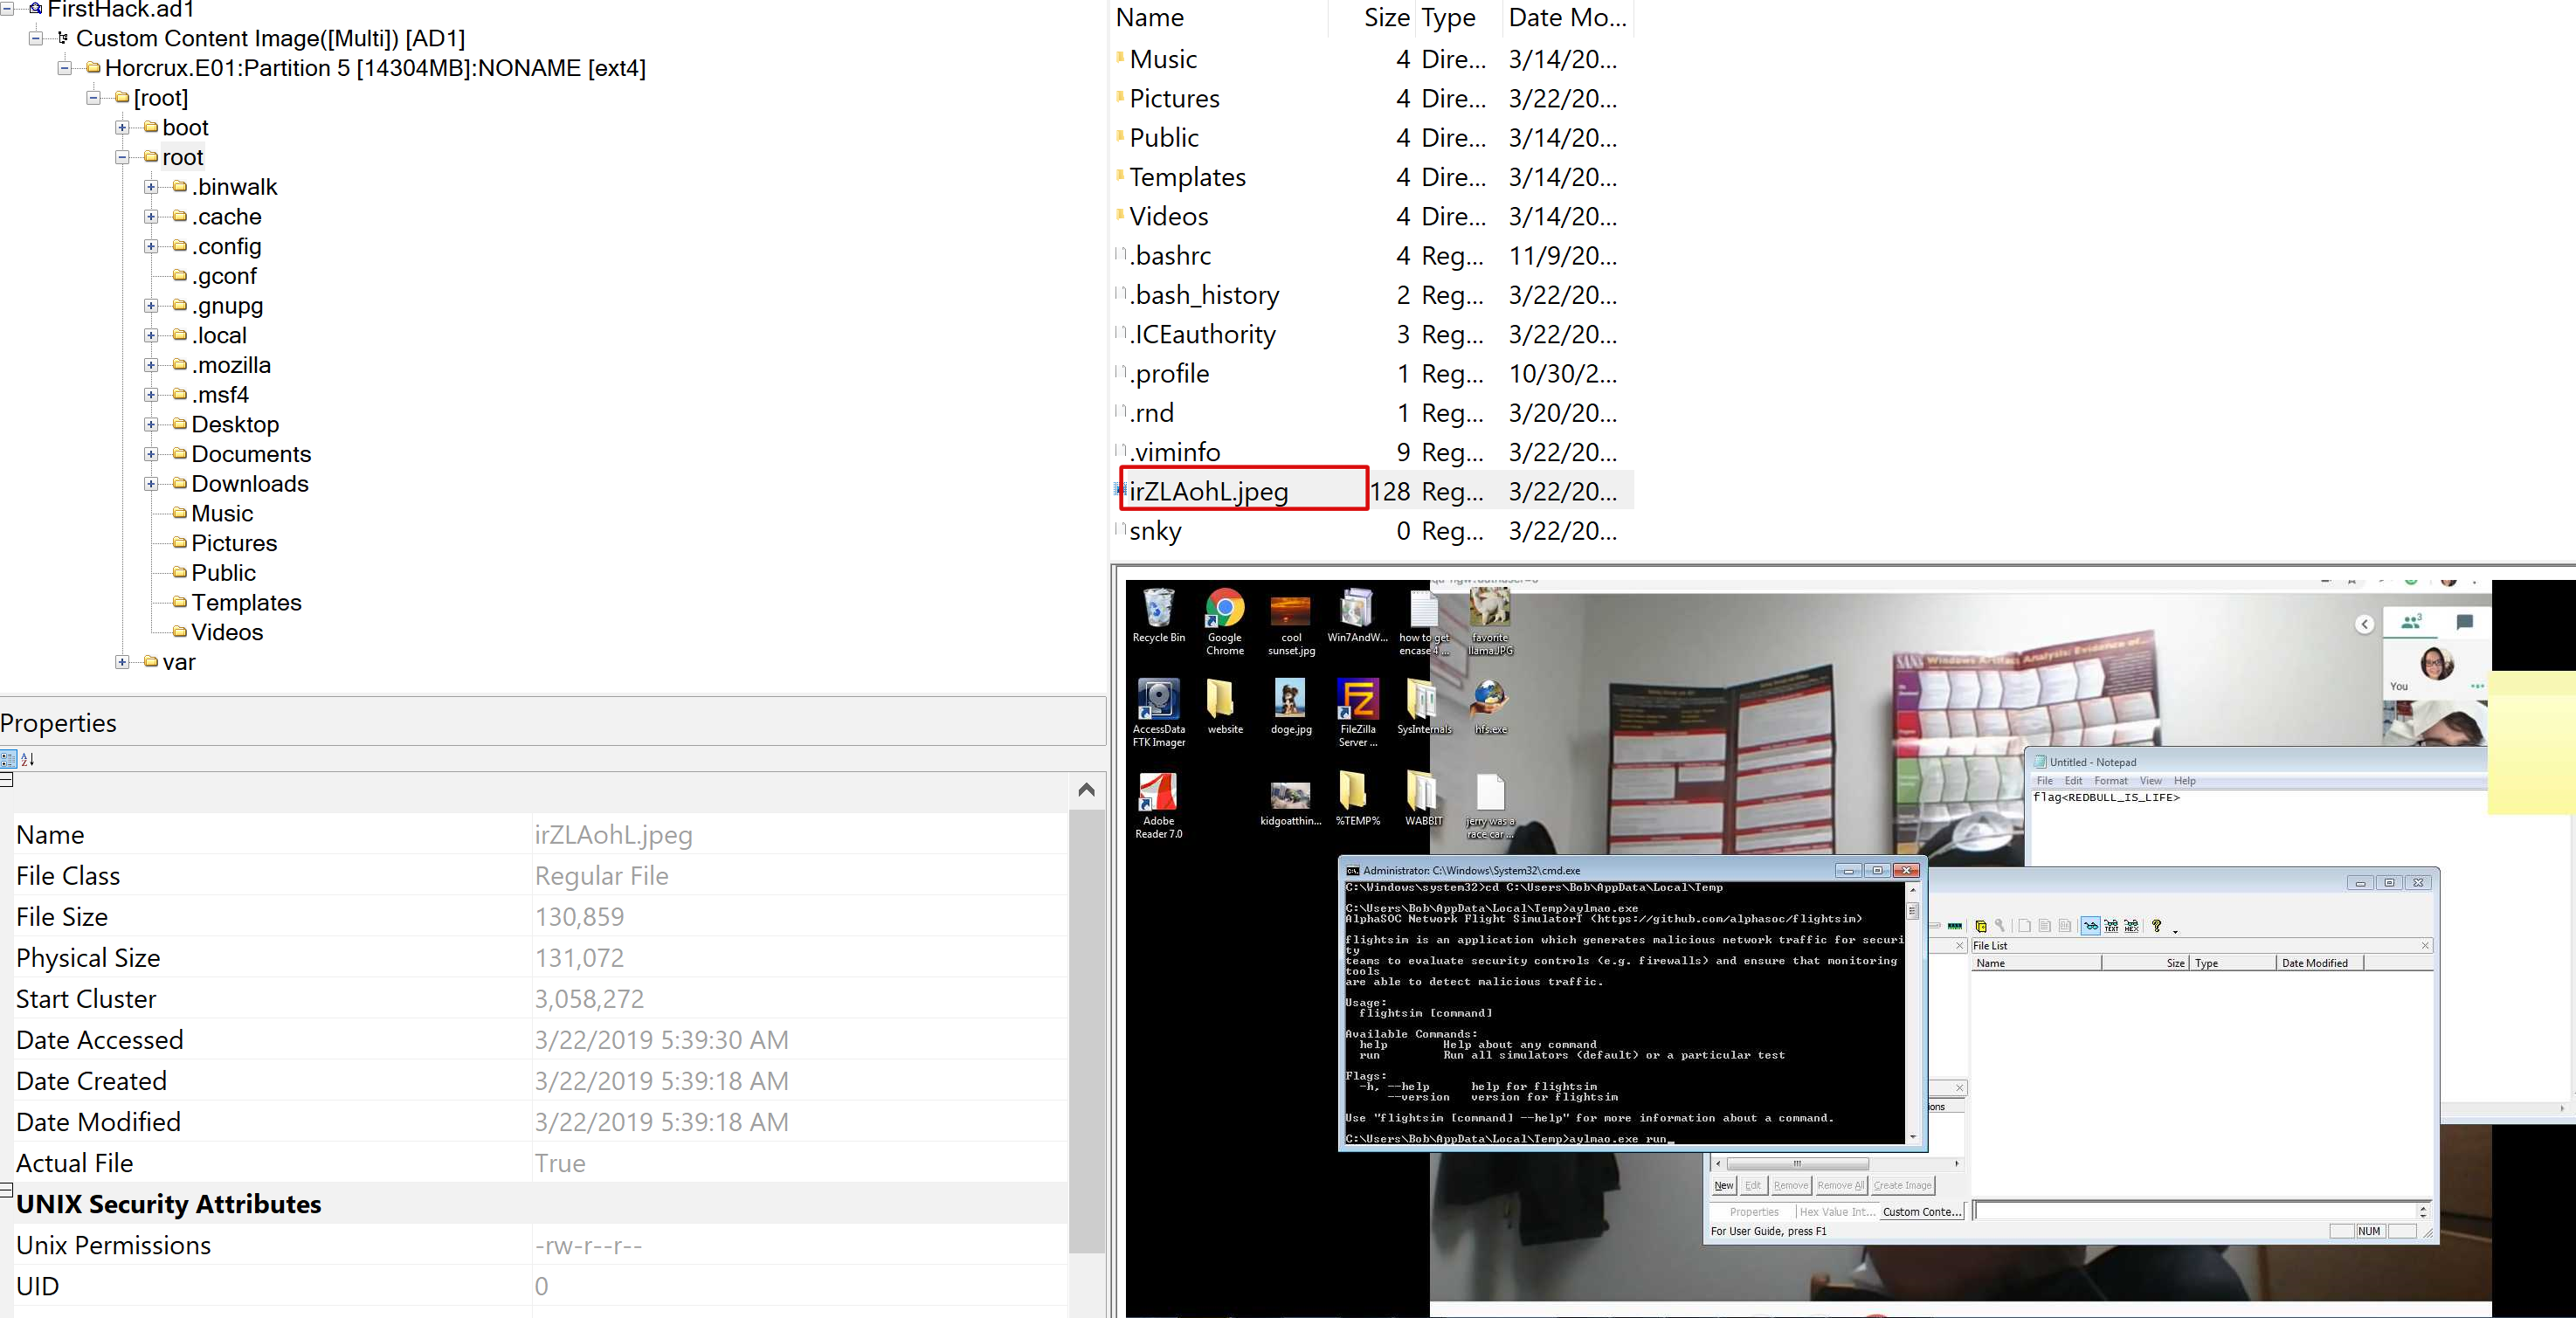 FirstHack.ad1
Custom Content Image([Multi]) [AD1]
Horcrux.E01:Partition 5 [14304MB]:NONAME [ext4]
[root]
boot
root
.binwalk
.cache
.config
.gconf
.gnupg
.local
.mozilla
.msf4
Desktop
Documents
Downloads
Music
Pictures
Public
Templates
Videos
var
Properties
Name irZLAohL.jpeg
File Class Regular File
File Size 130,859
Physical Size 131,072
Start Cluster 3,058,272
Date Accessed 3/22/2019 5:39:30 AM
Date Created 3/22/2019 5:39:18 AM
Date Modified 3/22/2019 5:39:18 AM
Actual File True
UNIX Security Attributes
Unix Permissions -rw-r--r--
UID 0
Name Size Type Date Mo...
Music 4 Dire... 3/14/20...
Pictures 4 Dire... 3/22/20...
Public 4 Dire... 3/14/20...
Templates 4 Dire... 3/14/20...
Videos 4 Dire... 3/14/20...
.bashrc 4 Reg... 11/9/20...
.bash_history 2 Reg... 3/22/20...
.ICEauthority 3 Reg... 3/22/20...
.profile 1 Reg... 10/30/2...
.rnd 1 Reg... 3/20/20...
.viminfo 9 Reg... 3/22/20...
irZLAohL.jpeg 128 Reg... 3/22/20...
snky 0 Reg... 3/22/20...
Recycle Bin
Google
Chrome
cool
sunset.jpg
Win7AndW...
how to get
encase 4 ...
favorite
llama.JPG
AccessData
FTK Imager
website
doge.jpg
FileZilla
Server ...
SysInternals
hfs.exe
Adobe
Reader 7.0
kidgoatthin...
%TEMP%
WABBIT
jerry was a
race car ...
Windows Artifact Analysis: Evidence of...
You
Untitled - Notepad
File Edit Format View Help
flag<REDBULL_IS_LIFE>
Administrator: C:\Windows\System32\cmd.exe
C:\Windows\system32>cd C:\Users\Bob\AppData\Local\Temp
C:\Users\Bob\AppData\Local\Temp>aylmao.exe
AlphaSOC Network Flight Simulator (https://github.com/alphasoc/flightsim)
flightsim is an application which generates malicious network traffic for securi
ty
teams to evaluate security controls (e.g. firewalls) and ensure that monitoring
tools
are able to detect malicious traffic.
Usage:
flightsim [command]
Available Commands:
help Help about any command
run Run all simulators (default) or a particular test
Flags:
-h, --help help for flightsim
--version version for flightsim
Use "flightsim [command] --help" for more information about a command.
C:\Users\Bob\AppData\Local\Temp>aylmao.exe run_
File List
Name Size Type Date Modified
ions
New Edit Remove Remove All Create Image
Properties Hex Value Int... Custom Conte...
For User Guide, press F1
NUM